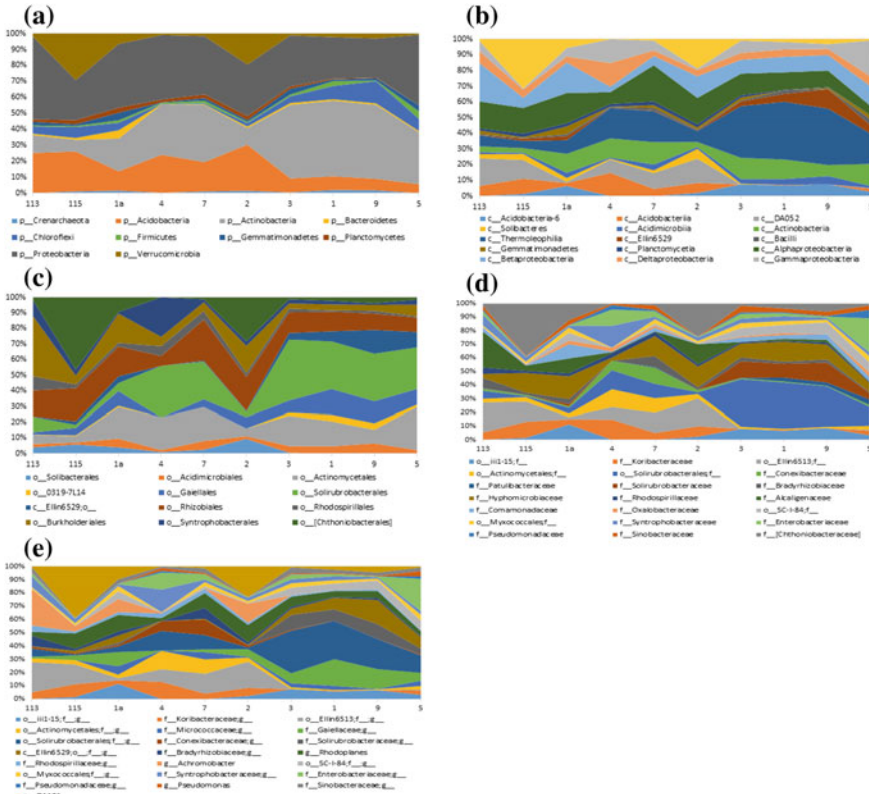 (a)
100%
90%
80%
70%
60%
50%
40%
30%
20%
10%
0%
113 115 1a 4 7 2 3 1 9 5
p__Crenarchaeota p__Acidobacteria p__Actinobacteria p__Bacteroidetes
p__Chloroflexi p__Firmicutes p__Gemmatimonadetes p__Planctomycetes
p__Proteobacteria p__Verrucomicrobia
(b)
100%
90%
80%
70%
60%
50%
40%
30%
20%
10%
0%
113 115 1a 4 7 2 3 1 9
c__Acidobacteria-6 c__Acidobacteriia c__DA052
c__Solibacteres c__Acidimicrobiia c__Actinobacteria
c__Thermoleophilia c__Ellin6529 c__Bacilli
c__Gemmatimonadetes c__Planctomycetia c__Alphaproteobacteria
c__Betaproteobacteria c__Deltaproteobacteria c__Gammaproteobacteria
(c)
100%
90%
80%
70%
60%
50%
40%
30%
20%
10%
0%
113 115 1a 4 7 2 3 1 9 5
o__Solibacterales o__Acidimicrobiales o__Actinomycetales
o__0319-7L14 o__Gaiellales o__Solirubrobacterales
c__Ellin6529;o__ o__Rhizobiales o__Rhodospirillales
o__Burkholderiales o__Syntrophobacterales o__[Chthoniobacterales]
(d)
100%
90%
80%
70%
60%
50%
40%
30%
20%
10%
0%
113 115 1a 4 7 2 3 1 9 5
o__iii1-15;f__ f__Koribacteraceae o__Ellin6513;f__
o__Actinomycetales;f__ o__Solirubrobacterales;f__ f__Conexibacteraceae
f__Patulibacteraceae f__Solirubrobacteraceae f__Bradyrhizobiaceae
f__Hyphomicrobiaceae f__Rhodospirillaceae f__Alcaligenaceae
f__Comamonadaceae f__Oxalobacteraceae o__SC-I-84;f__
o__Myxococcales;f__ f__Syntrophobacteraceae f__Enterobacteriaceae
f__Pseudomonadaceae f__Sinobacteraceae f__[Chthoniobacteraceae]
(e)
100%
90%
80%
70%
60%
50%
40%
30%
20%
10%
0%
113 115 1a 4 7 2 3 1 9 5
o__iii1-15;f__;g__ f__Koribacteraceae;g__ o__Ellin6513;f__;g__
o__Actinomycetales;f__;g__ f__Micrococcaceae;g__ f__Gaiellaceae;g__
o__Solirubrobacterales;f__;g__ f__Conexibacteraceae;g__ f__Solirubrobacteraceae;g__
c__Ellin6529;o__;f__;g__ f__Bradyrhizobiaceae;g__ g__Rhodoplanes
f__Rhodospirillaceae;g__ g__Achromobacter o__SC-I-84;f__;g__
o__Myxococcales;f__;g__ f__Syntrophobacteraceae;g__ f__Enterobacteriaceae;g__
f__Pseudomonadaceae;g__ g__Pseudomonas f__Sinobacteraceae;g__